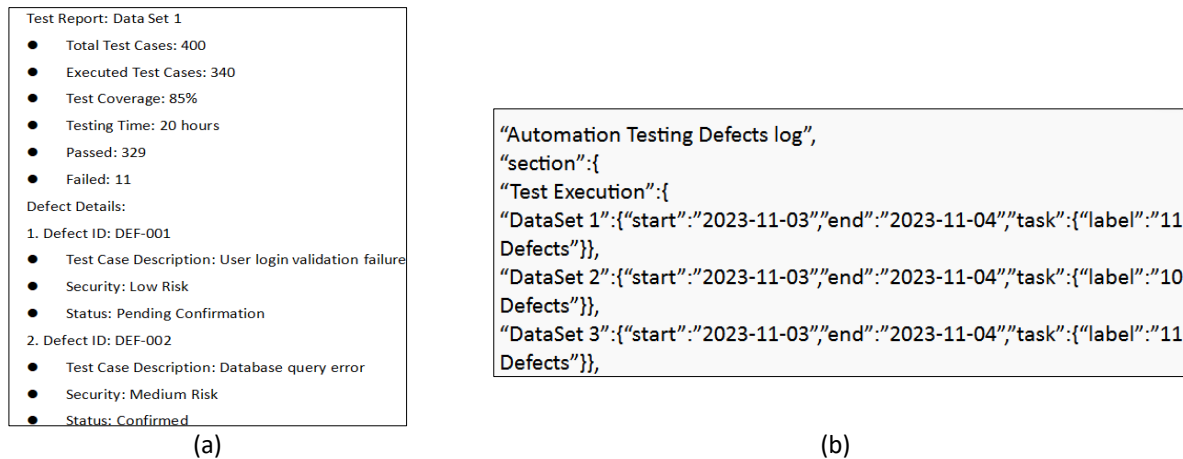 Test Report: Data Set 1
● Total Test Cases: 400
● Executed Test Cases: 340
● Test Coverage: 85%
● Testing Time: 20 hours
● Passed: 329
● Failed: 11
Defect Details:
1. Defect ID: DEF-001
● Test Case Description: User login validation failure
● Security: Low Risk
● Status: Pending Confirmation
2. Defect ID: DEF-002
● Test Case Description: Database query error
● Security: Medium Risk
● Status: Confirmed
(a)
“Automation Testing Defects log”,
“section”:{
“Test Execution”:{
“DataSet 1”:{“start”:”2023-11-03”,”end”:”2023-11-04”,”task”:{“label”:”11
Defects”}},
“DataSet 2”:{“start”:”2023-11-03”,”end”:”2023-11-04”,”task”:{“label”:”10
Defects”}},
“DataSet 3”:{“start”:”2023-11-03”,”end”:”2023-11-04”,”task”:{“label”:”11
Defects”}},
(b)